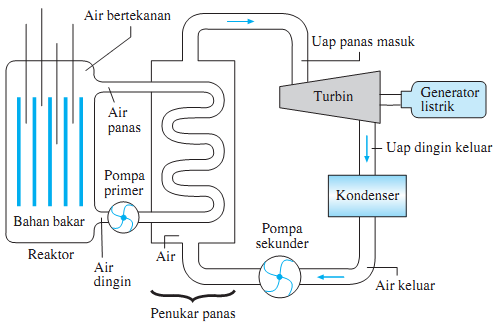 Air bertekanan
Uap panas masuk
Turbin
Generator
listrik
Air
panas
Uap dingin keluar
Pompa
primer
Kondenser
Bahan bakar
Pompa
sekunder
Reaktor
Air
Air
dingin
Air keluar
Penukar panas